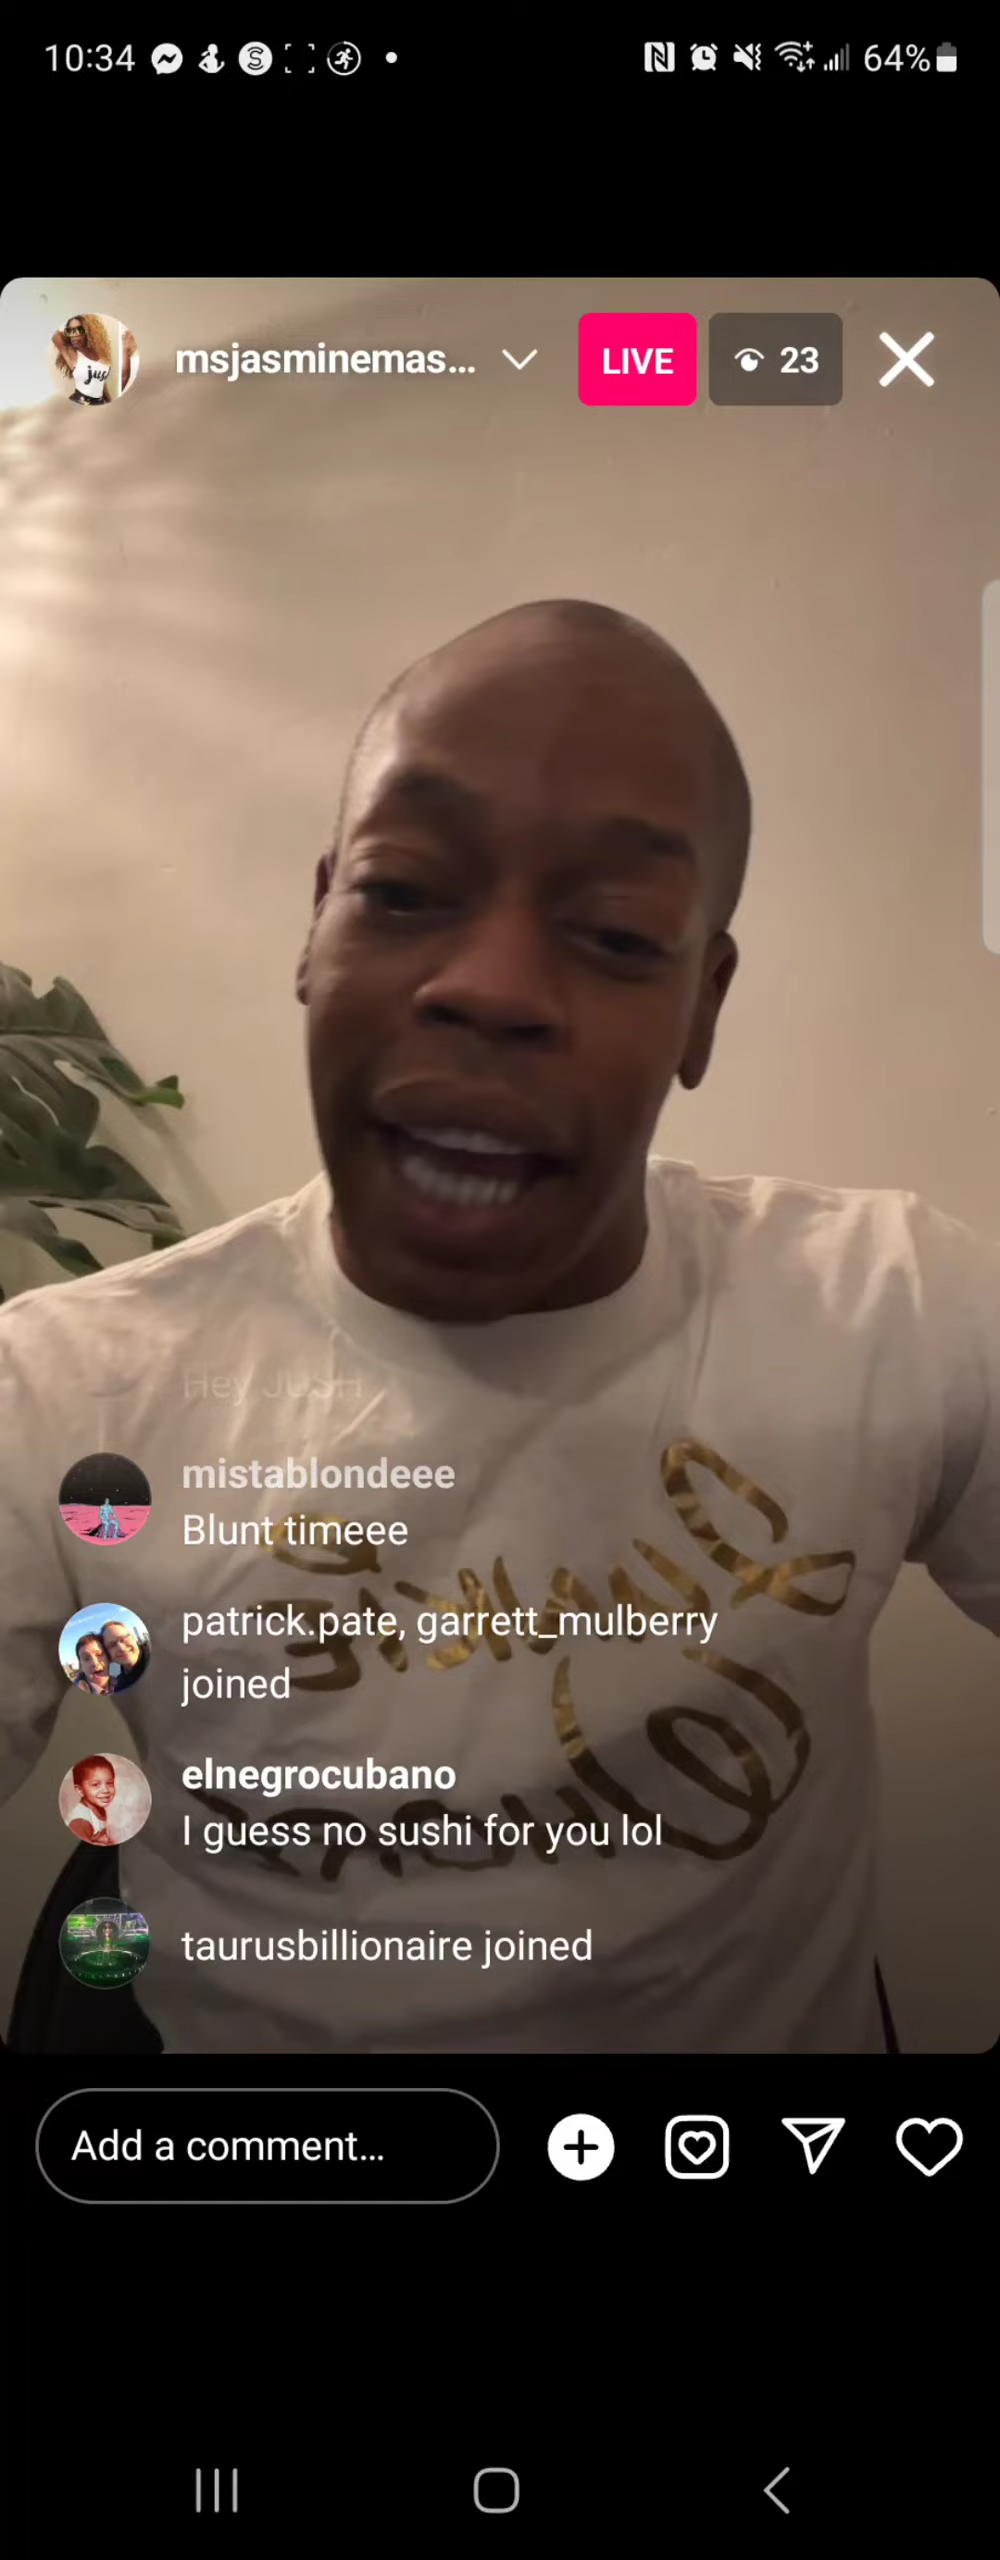 10:34
64%
msjasminemas...
LIVE
23
jus
Hey JUSH
mistablondeee
Blunt timeee
patrick.pate, garrett_mulberry
joined
elnegrocubano
I guess no sushi for you lol
taurusbillionaire joined
Add a comment...